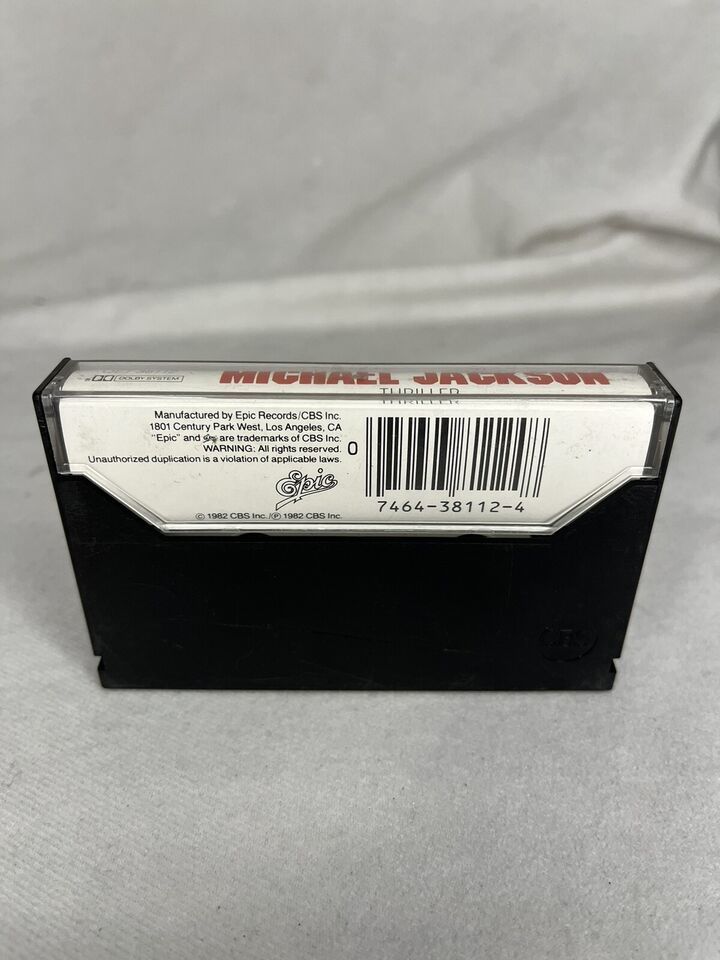 DOLBY SYSTEM
MICHAEL JACKSON
THRILLER
Manufactured by Epic Records/CBS Inc.
1801 Century Park West, Los Angeles, CA
"Epic" and are trademarks of CBS Inc.
WARNING: All rights reserved.
Unauthorized duplication is a violation of applicable laws.
Epic
© 1982 CBS Inc./℗ 1982 CBS Inc.
0
7464-38112-4